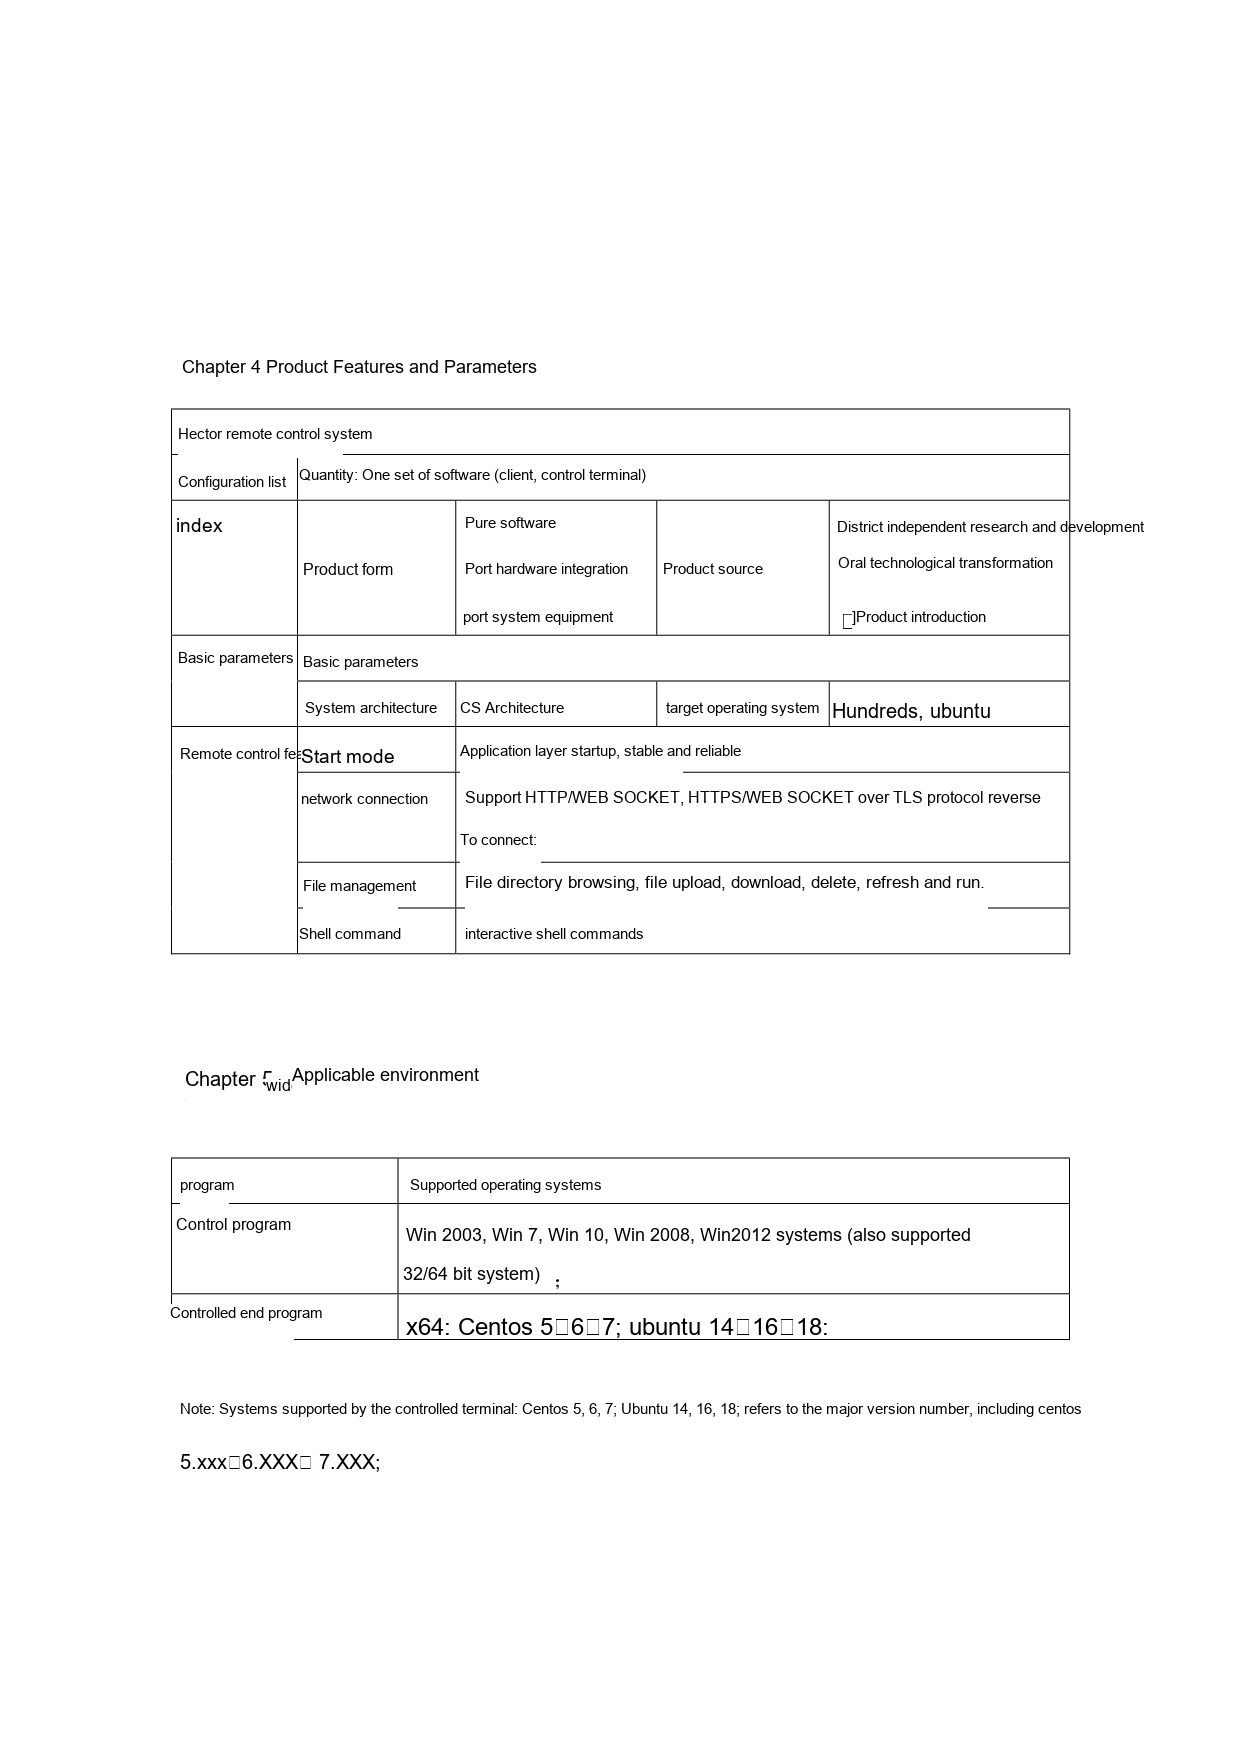 Chapter 4 Product Features and Parameters
Hector remote control system
Configuration list
Quantity: One set of software (client, control terminal)
index
Product form
Pure software
Port hardware integration
port system equipment
Product source
District independent research and development
Oral technological transformation
□]Product introduction
Basic parameters
Basic parameters
System architecture
CS Architecture
target operating system
Hundreds, ubuntu
Remote control
Start mode
Application layer startup, stable and reliable
network connection
Support HTTP/WEB SOCKET, HTTPS/WEB SOCKET over TLS protocol reverse
To connect:
File management
File directory browsing, file upload, download, delete, refresh and run.
Shell command
interactive shell commands
Chapter
Applicable environment
program
Supported operating systems
Control program
Win 2003, Win 7, Win 10, Win 2008, Win2012 systems (also supported
32/64 bit system) ;
Controlled end program
x64: Centos 5□6□7; ubuntu 14□16□18:
Note: Systems supported by the controlled terminal: Centos 5, 6, 7; Ubuntu 14, 16, 18; refers to the major version number, including centos
5.xxx□6.XXX□ 7.XXX;